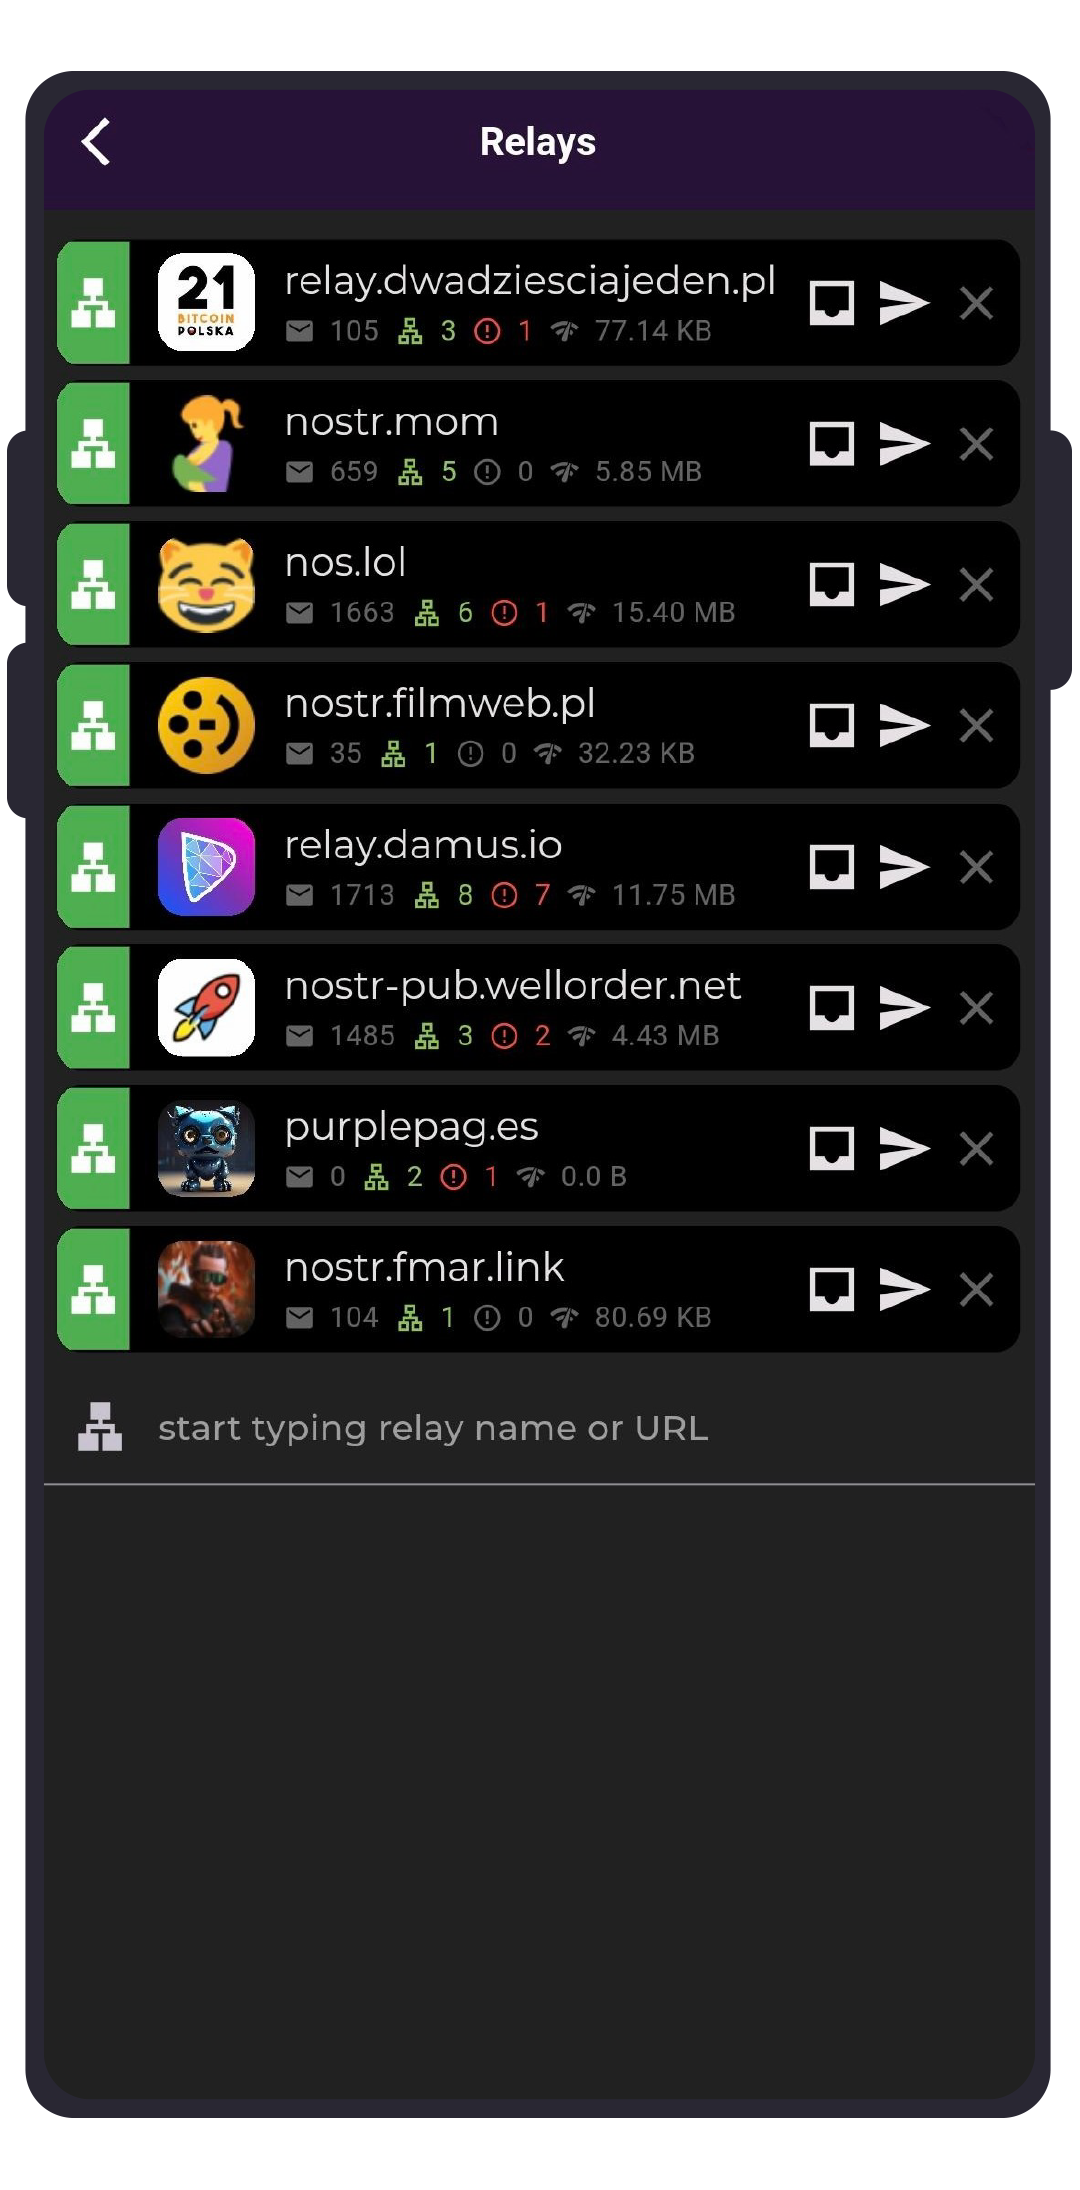 Relays
21
BITCOIN
POLSKA
relay.dwadziesciajeden.pl
105 3 1 77.14 KB
nostr.mom
659 5 0 5.85 MB
nos.lol
1663 6 1 15.40 MB
nostr.filmweb.pl
35 1 0 32.23 KB
relay.damus.io
1713 8 7 11.75 MB
nostr-pub.wellorder.net
1485 3 2 4.43 MB
purplepag.es
0 2 1 0.0 B
nostr.fmar.link
104 1 0 80.69 KB
start typing relay name or URL